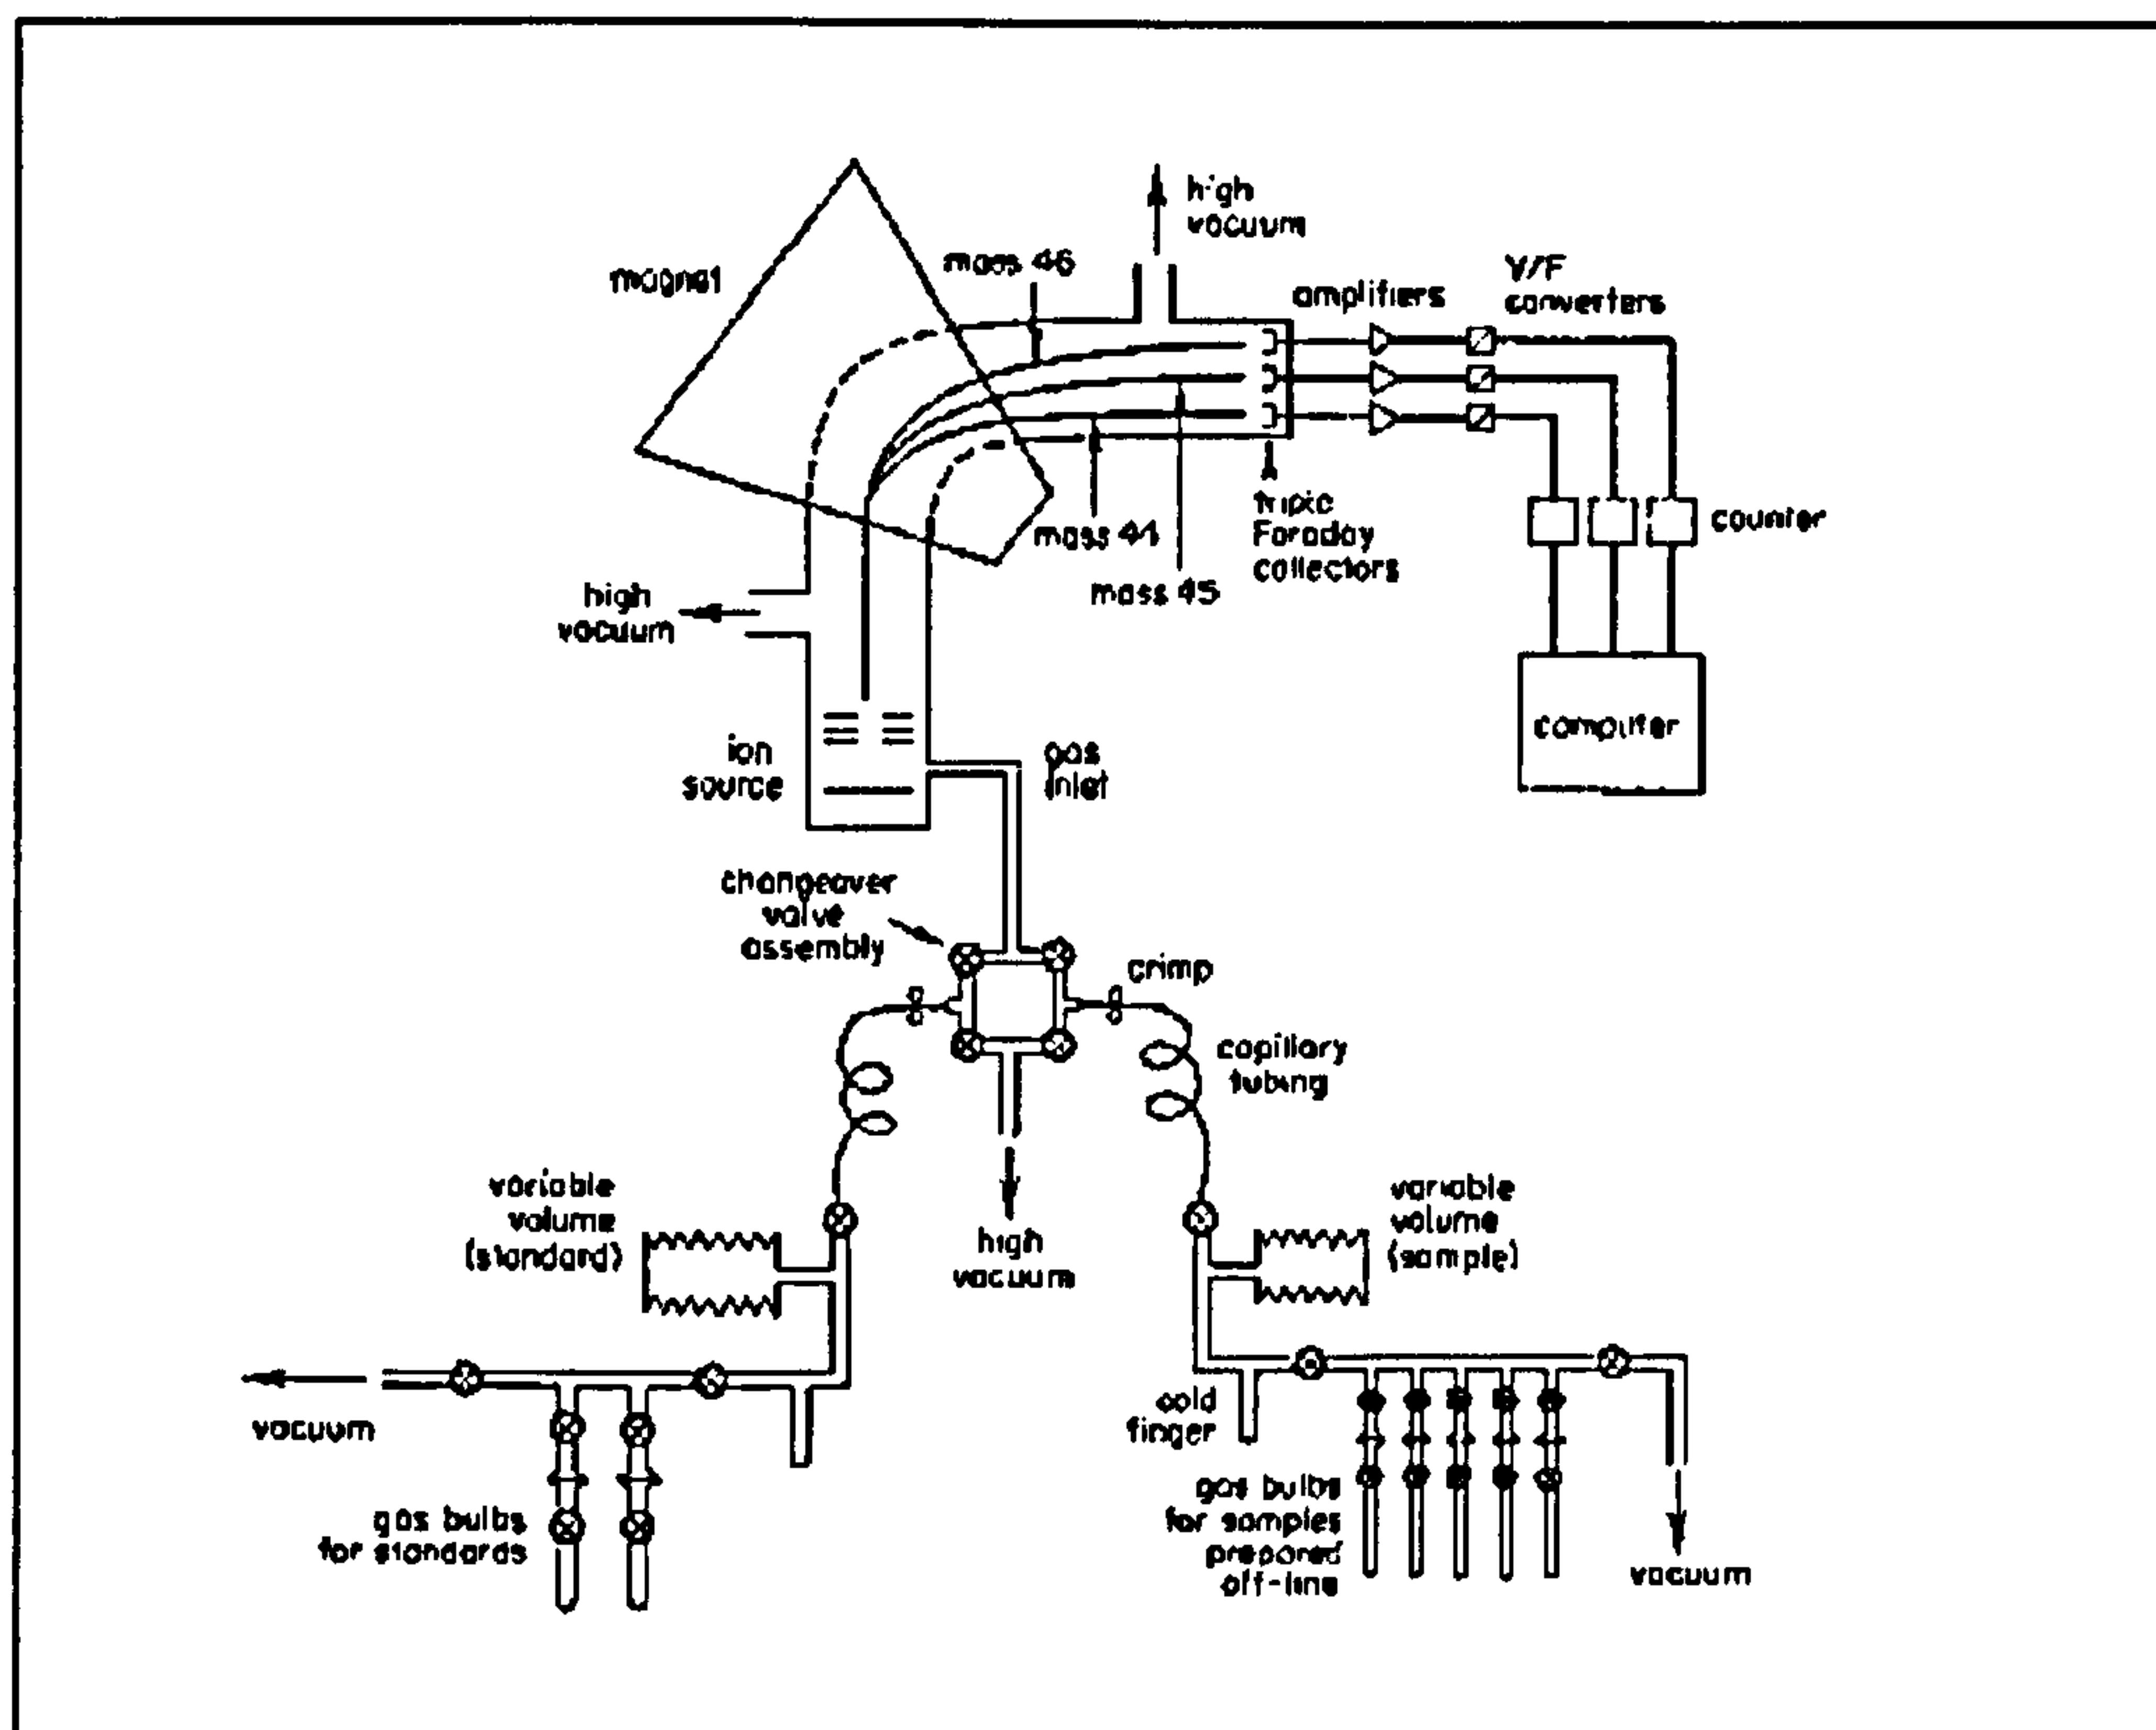 high
vacuum
magnet
mass 46
V/F
converters
amplifiers
counter
triple
Faraday
collectors
mass 44
mass 45
high
vacuum
computer
ion
source
gas
inlet
changeover
valve
assembly
crimp
capillary
tubing
variable
volume
(standard)
high
vacuum
variable
volume
(sample)
vacuum
cold
finger
gas bulbs
for standards
gas bulbs
for samples
prepared
off-line
vacuum